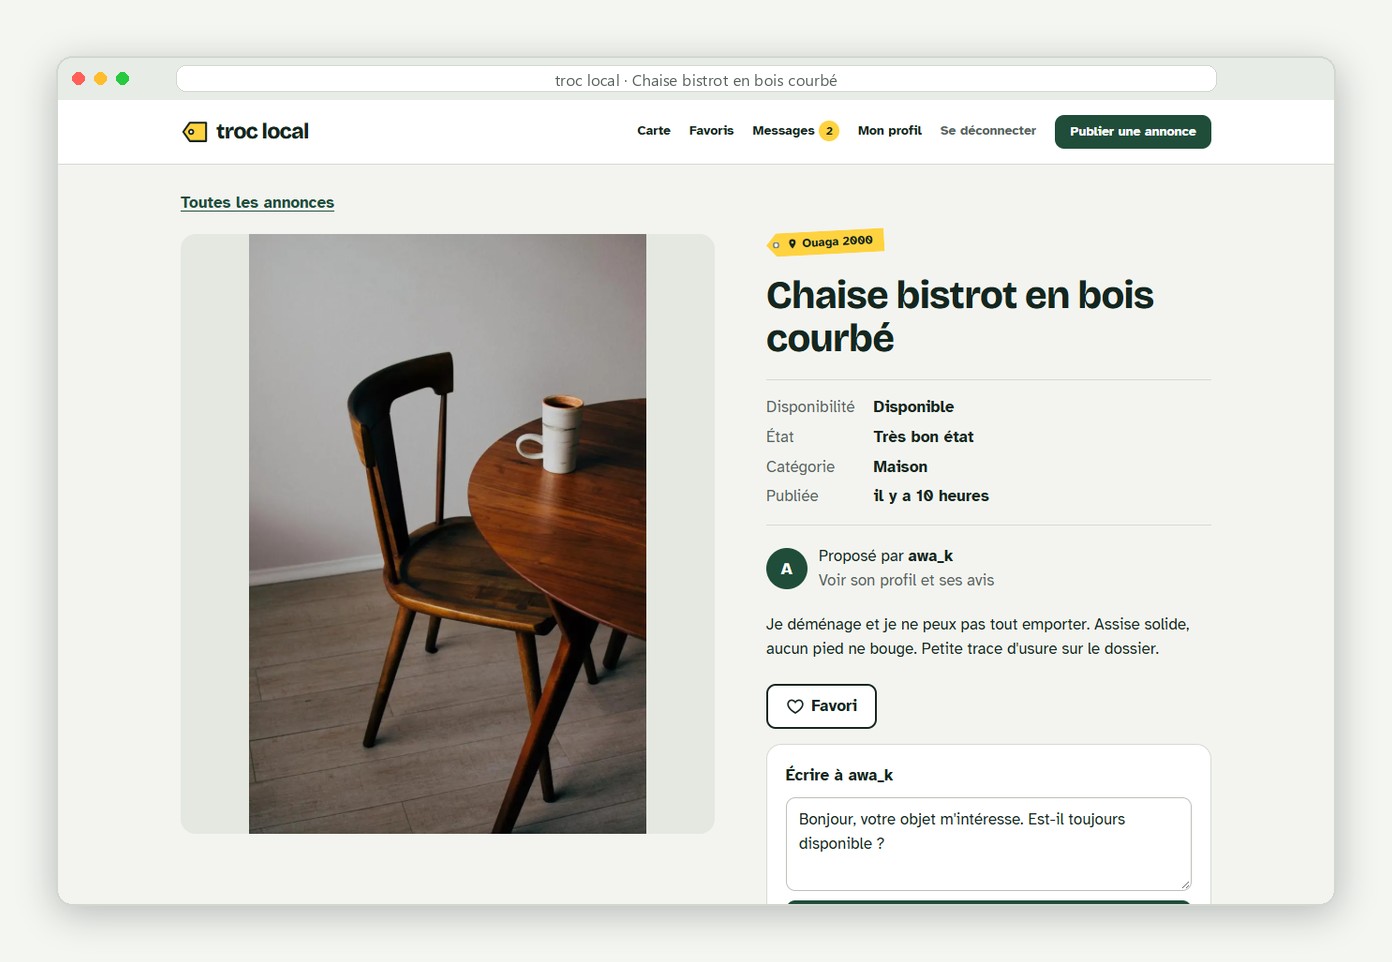 troc local · Chaise bistrot en bois courbé
troc local
Carte Favoris Messages 2 Mon profil Se déconnecter Publier une annonce
Toutes les annonces
Ouaga 2000
Chaise bistrot en bois
courbé
Disponibilité Disponible
État Très bon état
Catégorie Maison
Publiée il y a 10 heures
A
Proposé par awa_k
Voir son profil et ses avis
Je déménage et je ne peux pas tout emporter. Assise solide,
aucun pied ne bouge. Petite trace d'usure sur le dossier.
Favori
Écrire à awa_k
Bonjour, votre objet m'intéresse. Est-il toujours
disponible ?